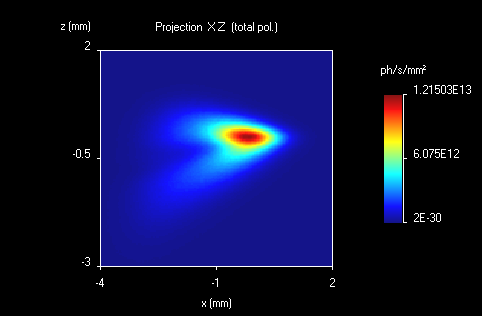 z (mm)
Projection XZ (total pol.)
2
ph/s/mm²
1.21503E13
-0.5
6.075E12
2E-30
-3
-4
-1
2
x (mm)